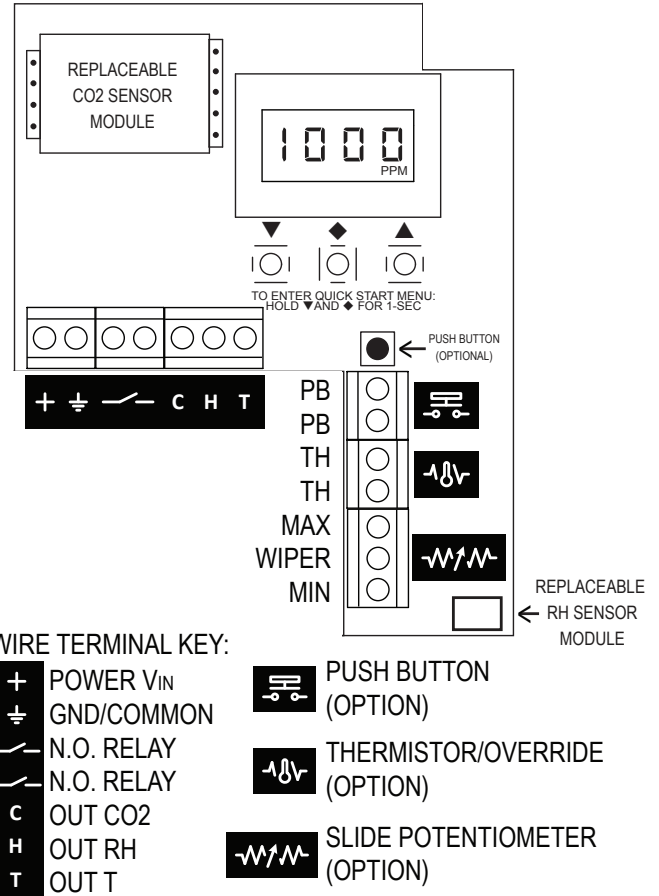 REPLACEABLE
CO2 SENSOR
MODULE
1000
PPM
TO ENTER QUICK START MENU:
HOLD ▼AND ◆ FOR 1-SEC
PUSH BUTTON
(OPTIONAL)
C H T
PB
PB
TH
TH
MAX
WIPER
MIN
REPLACEABLE
RH SENSOR
MODULE
WIRE TERMINAL KEY:
+ POWER VIN
GND/COMMON
N.O. RELAY
N.O. RELAY
C OUT CO2
H OUT RH
T OUT T
PUSH BUTTON
(OPTION)
THERMISTOR/OVERRIDE
(OPTION)
SLIDE POTENTIOMETER
(OPTION)